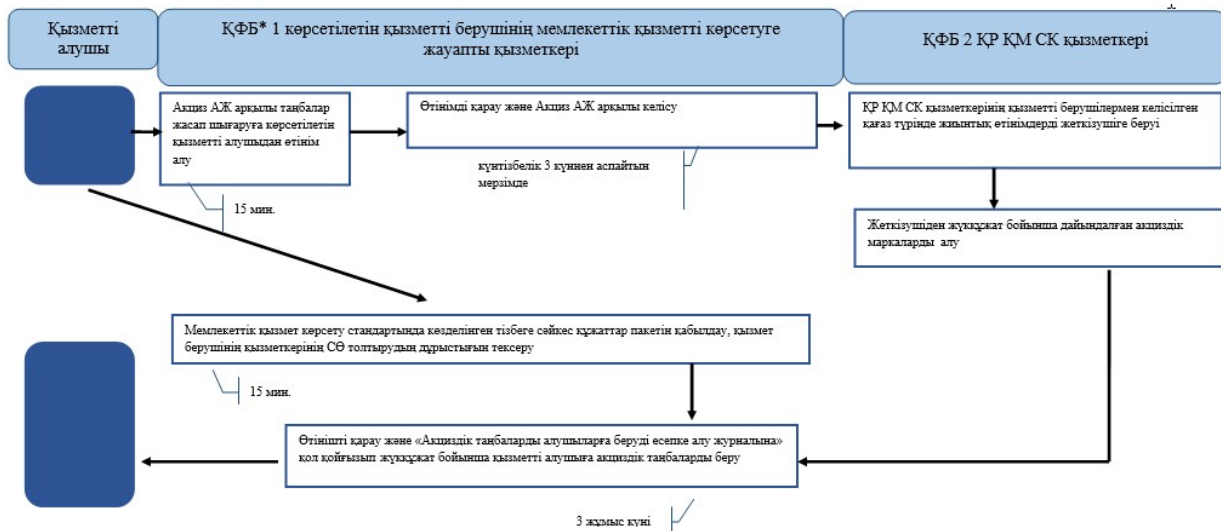 Қызметті
алушы
ҚФБ* 1 көрсетілетін қызметті берушінің мемлекеттік қызметті көрсетуге
жауапты қызметкері
ҚФБ 2 ҚР ҚМ СК қызметкері
Акциз АЖ арқылы таңбалар
жасап шығаруға көрсетілетін
қызметті алушыдан өтінім
алу
Өтінімді қарау және Акциз АЖ арқылы келісу
ҚР ҚМ СК қызметкерінің қызметті берушілермен келісілген
қағаз түрінде жиынтық өтінімдерді жеткізушіге беруі
күнтізбелік 3 күннен аспайтын
мерзімде
15 мин.
Жеткізушіден жүкқұжат бойынша дайындалған акциздік
маркаларды алу
Мемлекеттік қызмет көрсету стандартында көзделінген тізбеге сәйкес құжаттар пакетін қабылдау, қызмет
берушінің қызметкерінің СӨ толтырудың дұрыстығын тексеру
15 мин.
Өтінішті қарау және «Акциздік таңбаларды алушыларға беруді есепке алу журналына»
қол қойғызып жүкқұжат бойынша қызметті алушыға акциздік таңбаларды беру
3 жұмыс күні